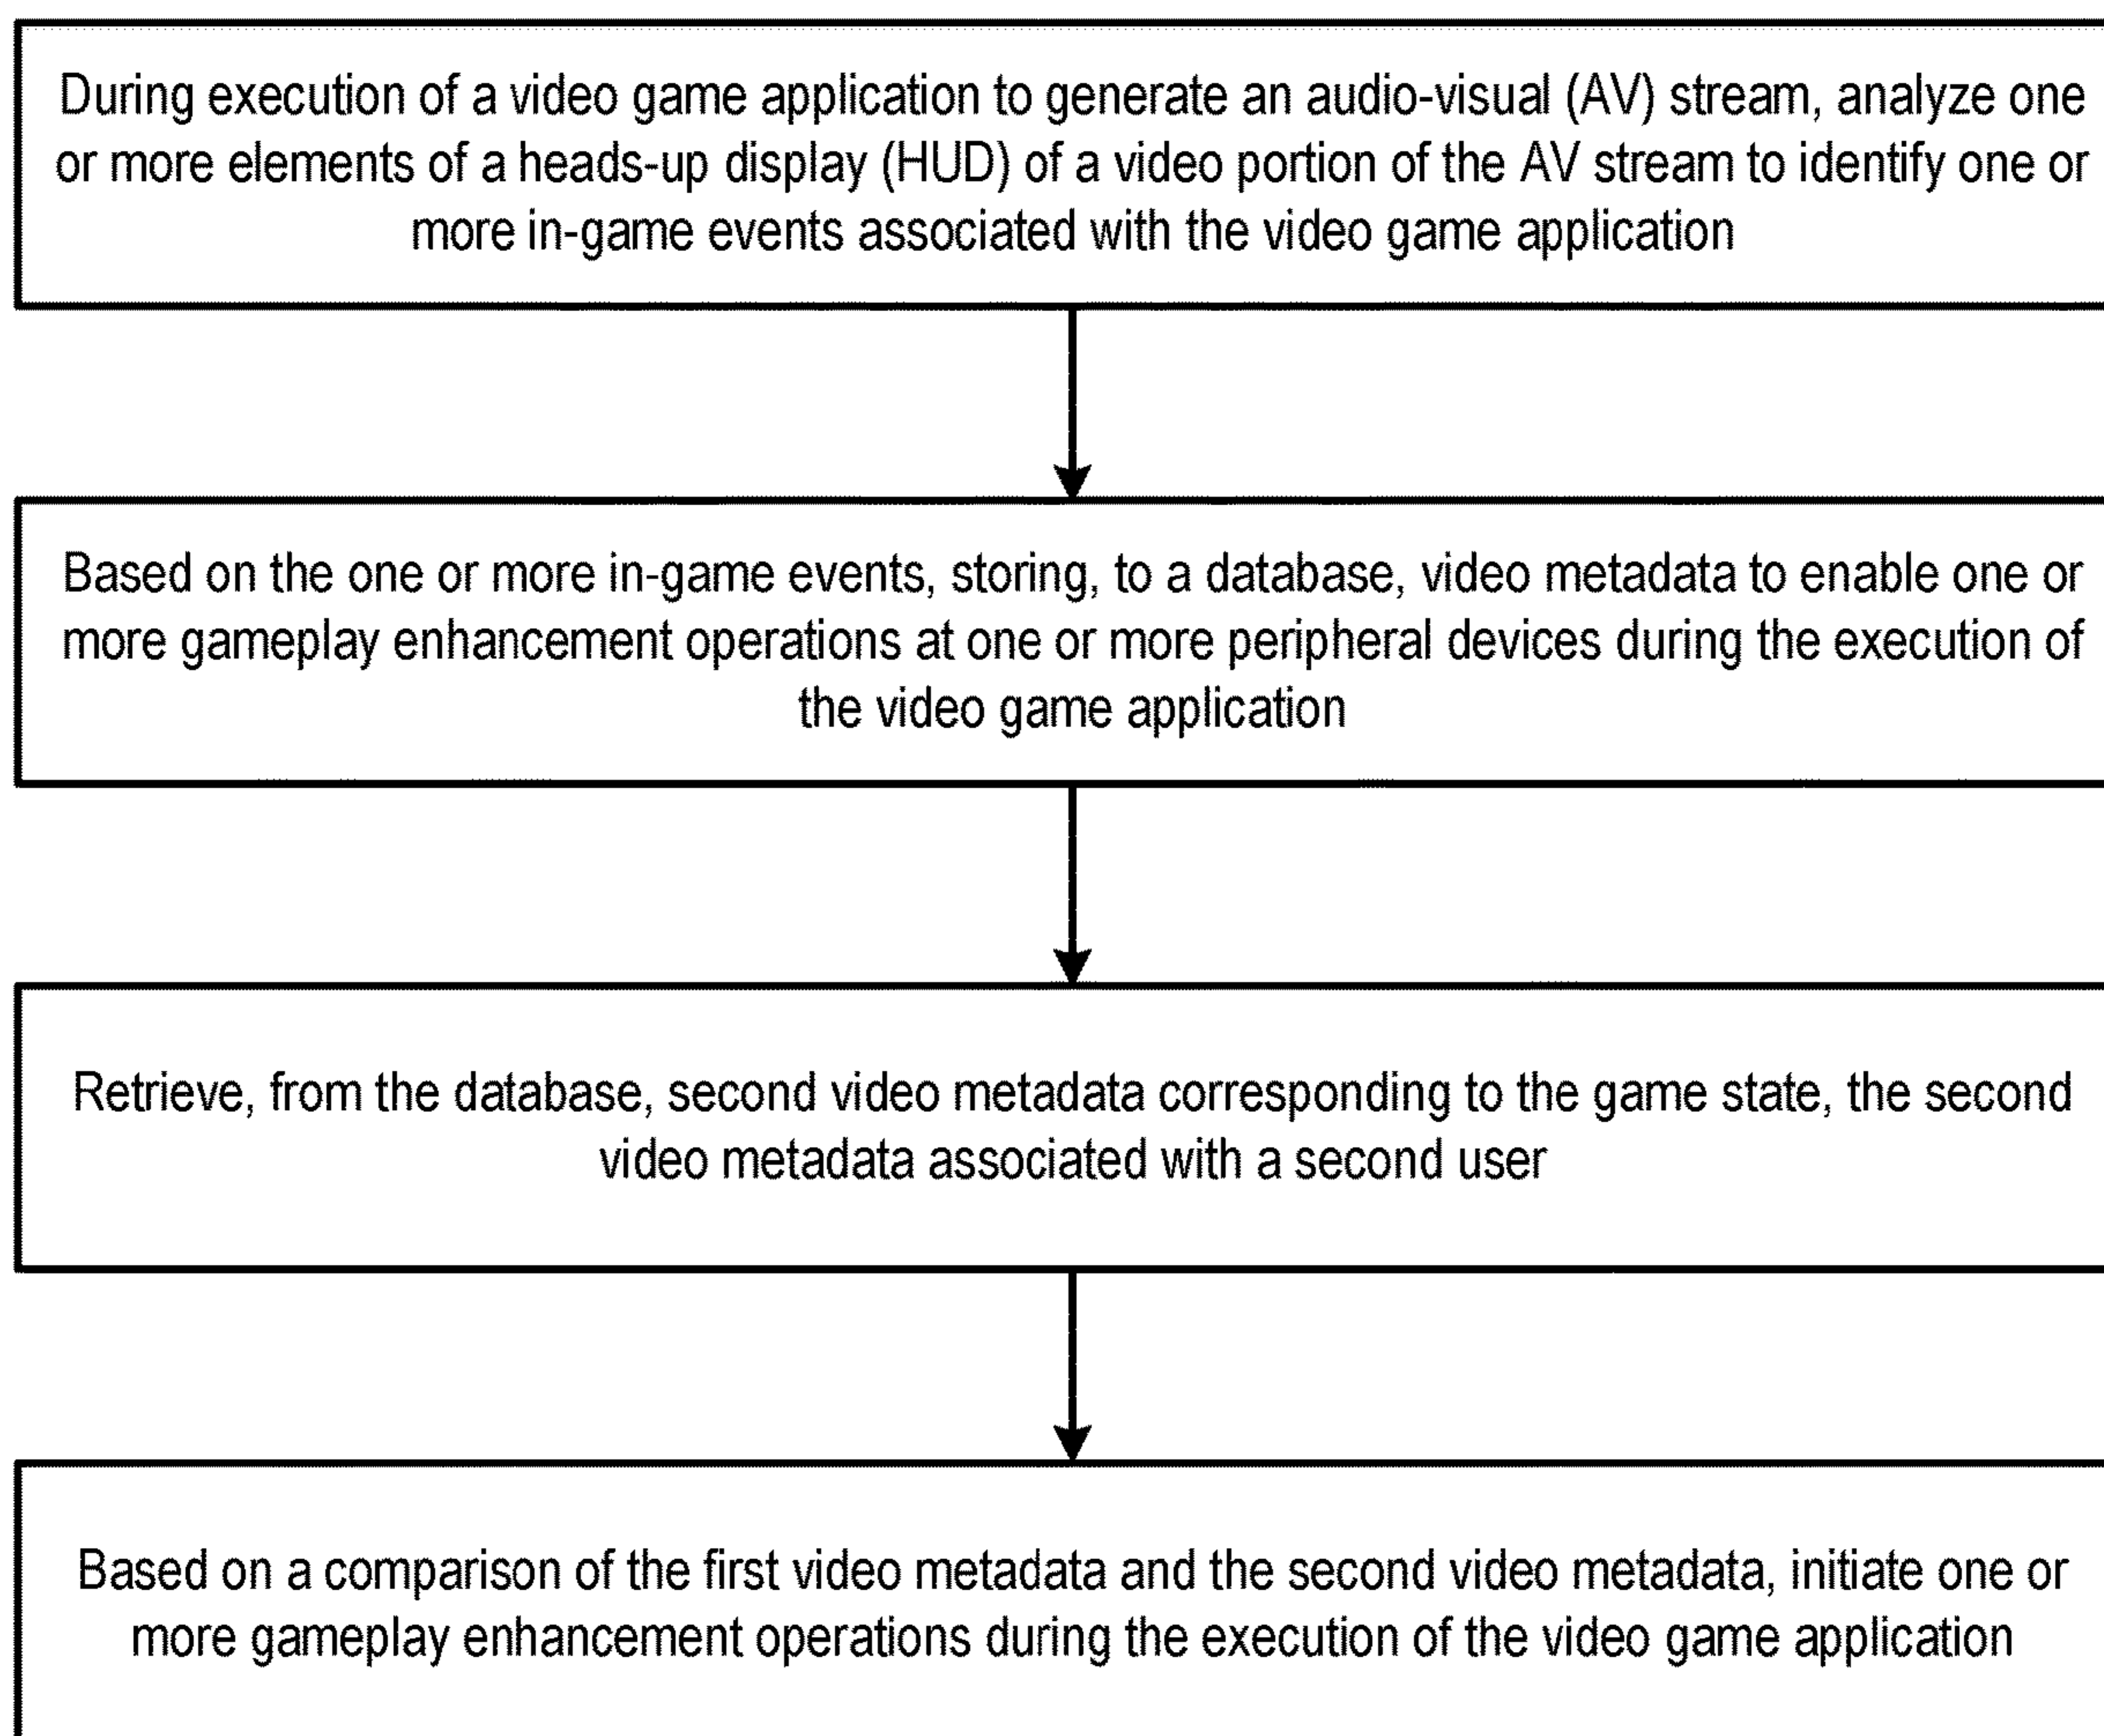 During execution of a video game application to generate an audio-visual (AV) stream, analyze one
or more elements of a heads-up display (HUD) of a video portion of the AV stream to identify one or
more in-game events associated with the video game application
Based on the one or more in-game events, storing, to a database, video metadata to enable one or
more gameplay enhancement operations at one or more peripheral devices during the execution of
the video game application
Retrieve, from the database, second video metadata corresponding to the game state, the second
video metadata associated with a second user
Based on a comparison of the first video metadata and the second video metadata, initiate one or
more gameplay enhancement operations during the execution of the video game application